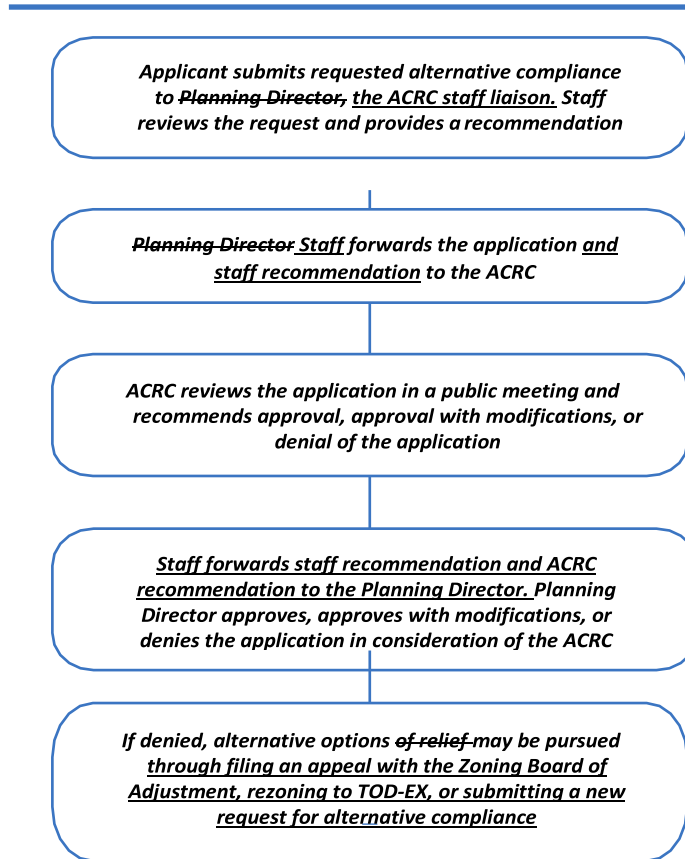 Applicant submits requested alternative compliance
to Planning Director, the ACRC staff liaison. Staff
reviews the request and provides a recommendation
Planning Director Staff forwards the application and
staff recommendation to the ACRC
ACRC reviews the application in a public meeting and
recommends approval, approval with modifications, or
denial of the application
Staff forwards staff recommendation and ACRC
recommendation to the Planning Director. Planning
Director approves, approves with modifications, or
denies the application in consideration of the ACRC
If denied, alternative options of relief may be pursued
through filing an appeal with the Zoning Board of
Adjustment, rezoning to TOD-EX, or submitting a new
request for alternative compliance